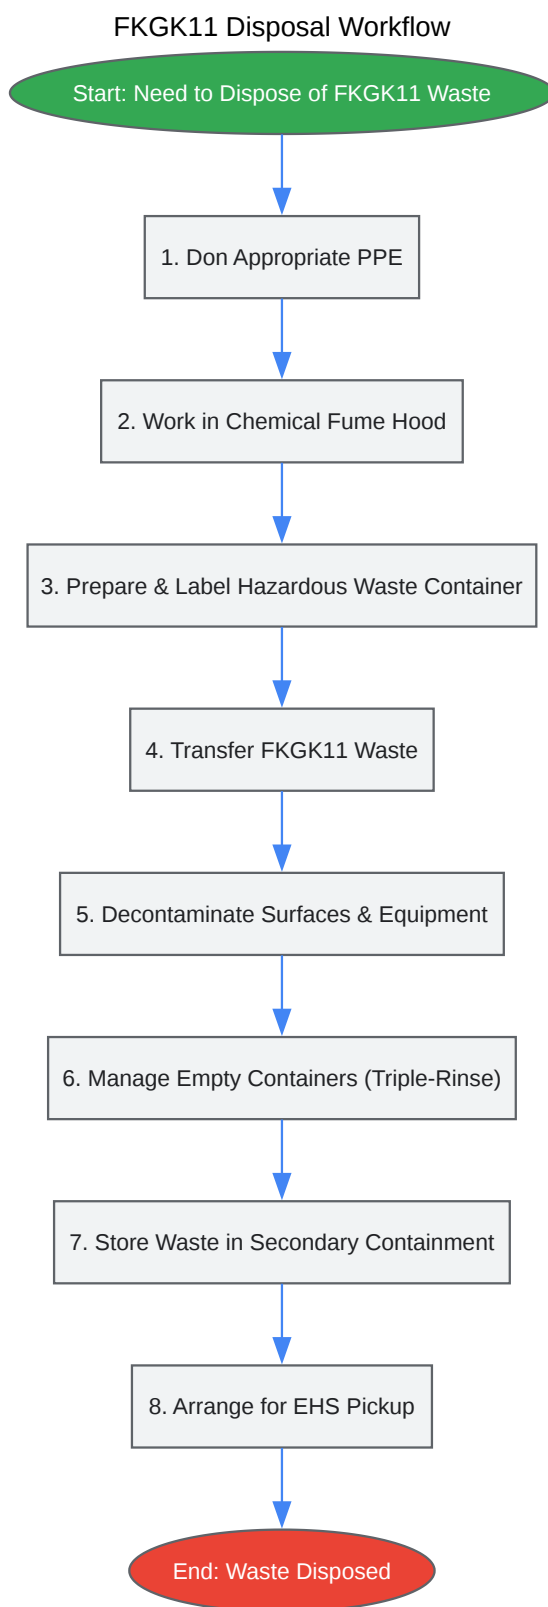 FKGK11 Disposal Workflow
Start: Need to Dispose of FKGK11 Waste
1. Don Appropriate PPE
2. Work in Chemical Fume Hood
3. Prepare & Label Hazardous Waste Container
4. Transfer FKGK11 Waste
5. Decontaminate Surfaces & Equipment
6. Manage Empty Containers (Triple-Rinse)
7. Store Waste in Secondary Containment
8. Arrange for EHS Pickup
End: Waste Disposed